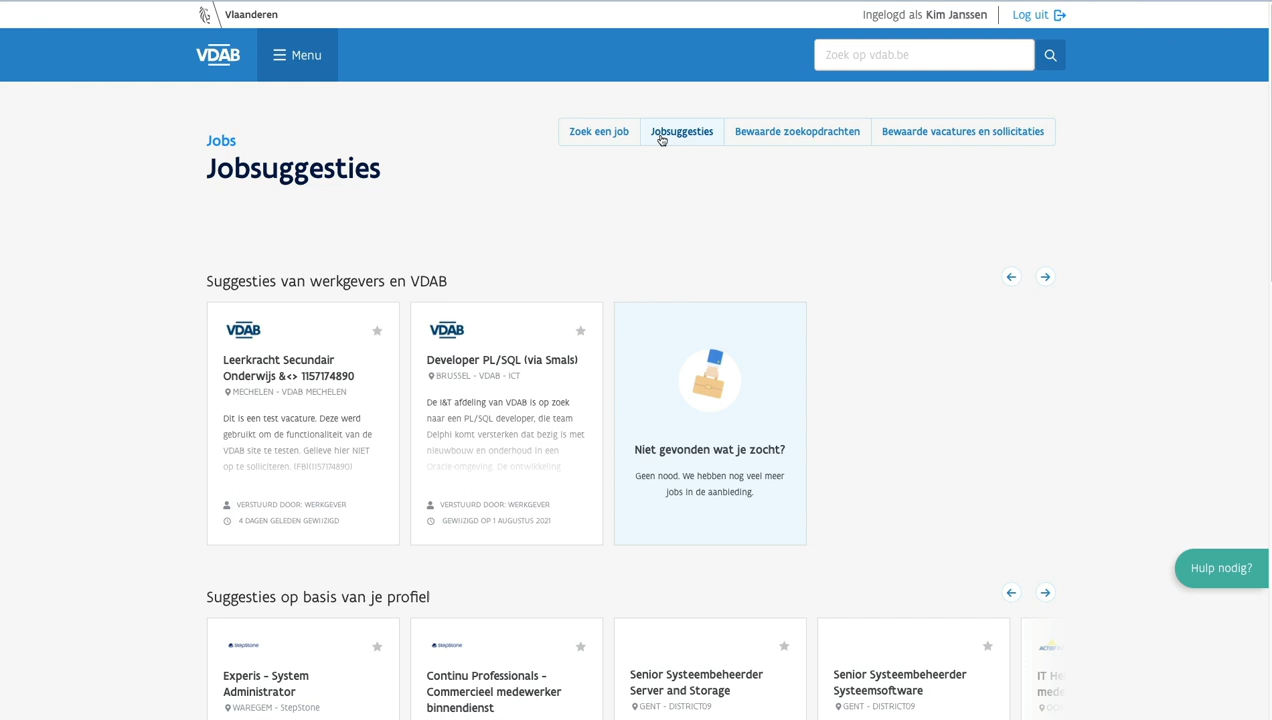 Vlaanderen
Ingelogd als Kim Janssen
Log uit
VDAB
Menu
Zoek op vdab.be
Jobs
Jobsuggesties
Zoek een job
Jobsuggesties
Bewaarde zoekopdrachten
Bewaarde vacatures en sollicitaties
Suggesties van werkgevers en VDAB
VDAB
Leerkracht Secundair
Onderwijs &<> 1157174890
MECHELEN - VDAB MECHELEN
Dit is een test vacature. Deze werd
gebruikt om de functionaliteit van de
VDAB site te testen. Gelieve hier NIET
op te solliciteren. (FB)(1157174890)
VERSTUURD DOOR: WERKGEVER
4 DAGEN GELEDEN GEWIJZIGD
VDAB
Developer PL/SQL (via Smals)
BRUSSEL - VDAB - ICT
De I&T afdeling van VDAB is op zoek
naar een PL/SQL developer, die team
Delphi komt versterken dat bezig is met
nieuwbouw en onderhoud in een
Oracle-omgeving. De ontwikkeling
VERSTUURD DOOR: WERKGEVER
GEWIJZIGD OP 1 AUGUSTUS 2021
Niet gevonden wat je zocht?
Geen nood. We hebben nog veel meer
jobs in de aanbieding.
Hulp nodig?
Suggesties op basis van je profiel
StepStone
Experis - System
Administrator
WAREGEM - StepStone
StepStone
Continu Professionals -
Commercieel medewerker
binnendienst
Senior Systeembeheerder
Server and Storage
GENT - DISTRICT09
Senior Systeembeheerder
Systeemsoftware
GENT - DISTRICT09
IT He
mede